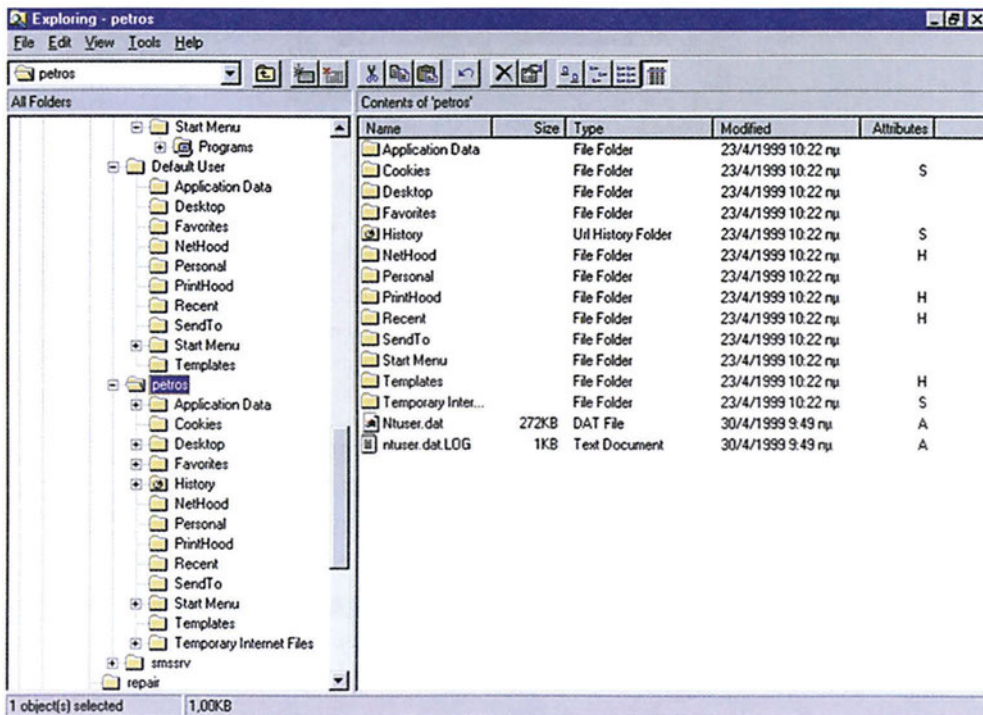 Exploring - petros
File Edit View Tools Help
petros
All Folders
Contents of 'petros'
Start Menu
Programs
Default User
Application Data
Desktop
Favorites
NetHood
Personal
PrintHood
Recent
SendTo
Start Menu
Templates
petros
Application Data
Cookies
Desktop
Favorites
History
NetHood
Personal
PrintHood
Recent
SendTo
Start Menu
Templates
Temporary Internet Files
smssrv
repair
Name Size Type Modified Attributes
Application Data File Folder 23/4/1999 10:22 πμ
Cookies File Folder 23/4/1999 10:22 πμ S
Desktop File Folder 23/4/1999 10:22 πμ
Favorites File Folder 23/4/1999 10:22 πμ
History Url History Folder 23/4/1999 10:22 πμ S
NetHood File Folder 23/4/1999 10:22 πμ H
Personal File Folder 23/4/1999 10:22 πμ
PrintHood File Folder 23/4/1999 10:22 πμ H
Recent File Folder 23/4/1999 10:22 πμ H
SendTo File Folder 23/4/1999 10:22 πμ
Start Menu File Folder 23/4/1999 10:22 πμ
Templates File Folder 23/4/1999 10:22 πμ H
Temporary Inter... File Folder 23/4/1999 10:22 πμ S
Ntuser.dat 272KB DAT File 30/4/1999 9:49 πμ A
ntuser.dat.LOG 1KB Text Document 30/4/1999 9:49 πμ A
1 object(s) selected 1,00KB